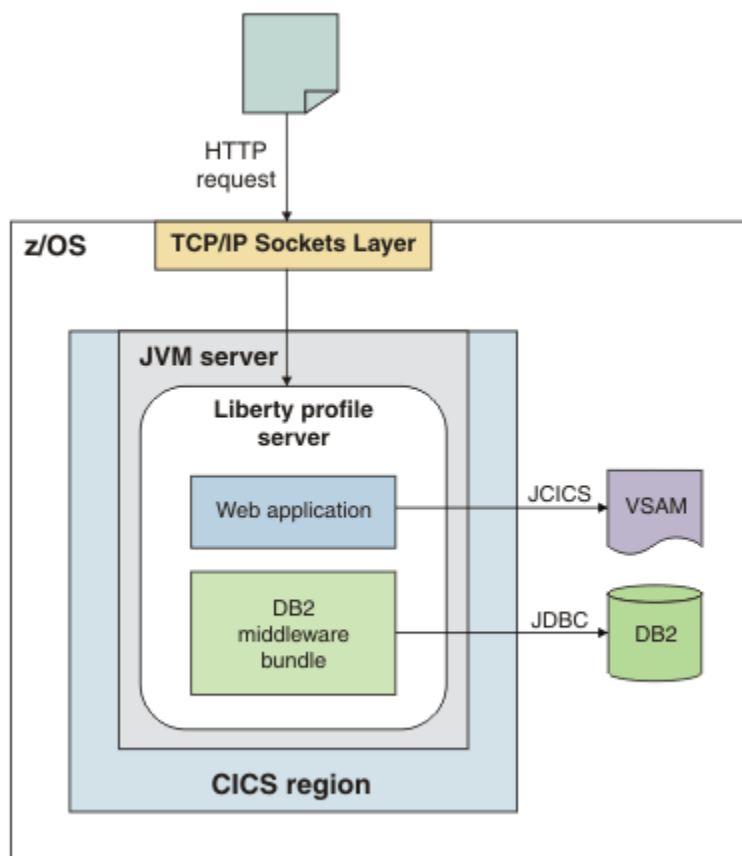 HTTP
request
z/OS
TCP/IP Sockets Layer
JVM server
Liberty profile
server
Web application
JCICS
VSAM
DB2
middleware
bundle
JDBC
DB2
CICS region